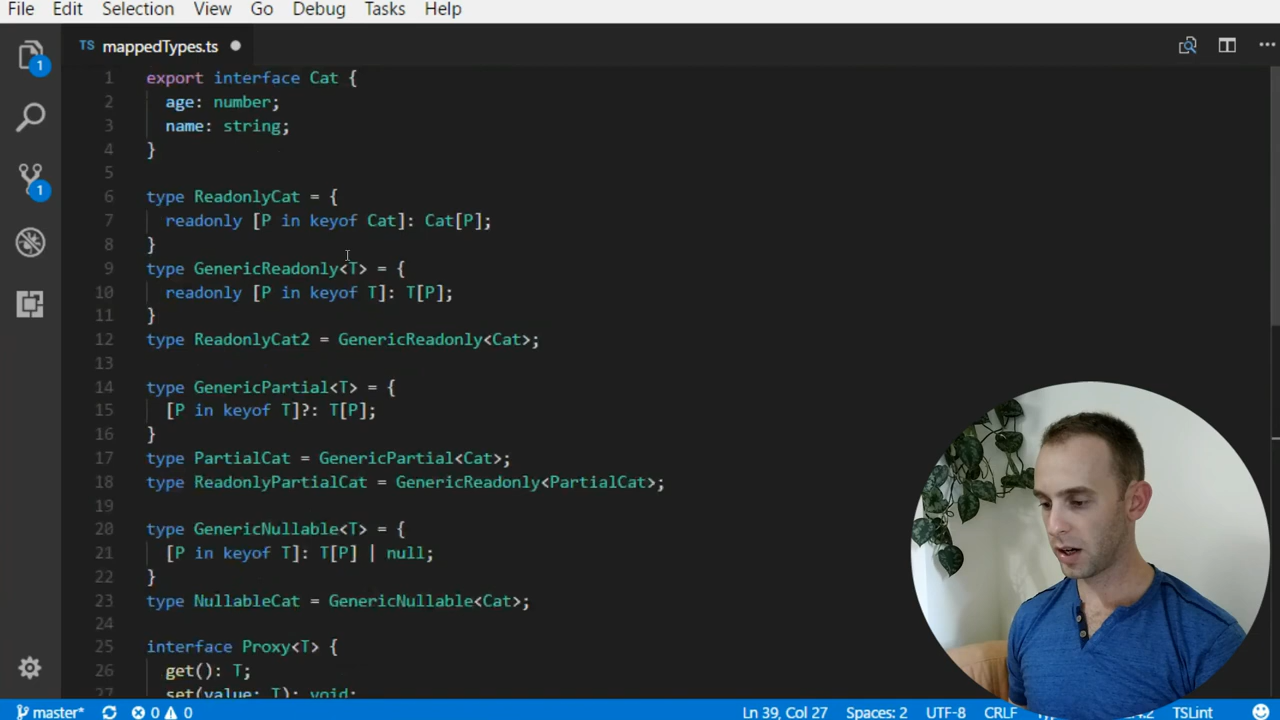 File Edit Selection View Go Debug Tasks Help
TS mappedTypes.ts
1 export interface Cat {
2 age: number;
3 name: string;
4 }
5
6 type ReadonlyCat = {
7 readonly [P in keyof Cat]: Cat[P];
8 }
9 type GenericReadonly<T> = {
10 readonly [P in keyof T]: T[P];
11 }
12 type ReadonlyCat2 = GenericReadonly<Cat>;
13
14 type GenericPartial<T> = {
15 [P in keyof T]?: T[P];
16 }
17 type PartialCat = GenericPartial<Cat>;
18 type ReadonlyPartialCat = GenericReadonly<PartialCat>;
19
20 type GenericNullable<T> = {
21 [P in keyof T]: T[P] | null;
22 }
23 type NullableCat = GenericNullable<Cat>;
24
25 interface Proxy<T> {
26 get(): T;
27 set(value: T): void;
1
1
master* 0 0 Ln 39, Col 27 Spaces: 2 UTF-8 CRLF TSLint